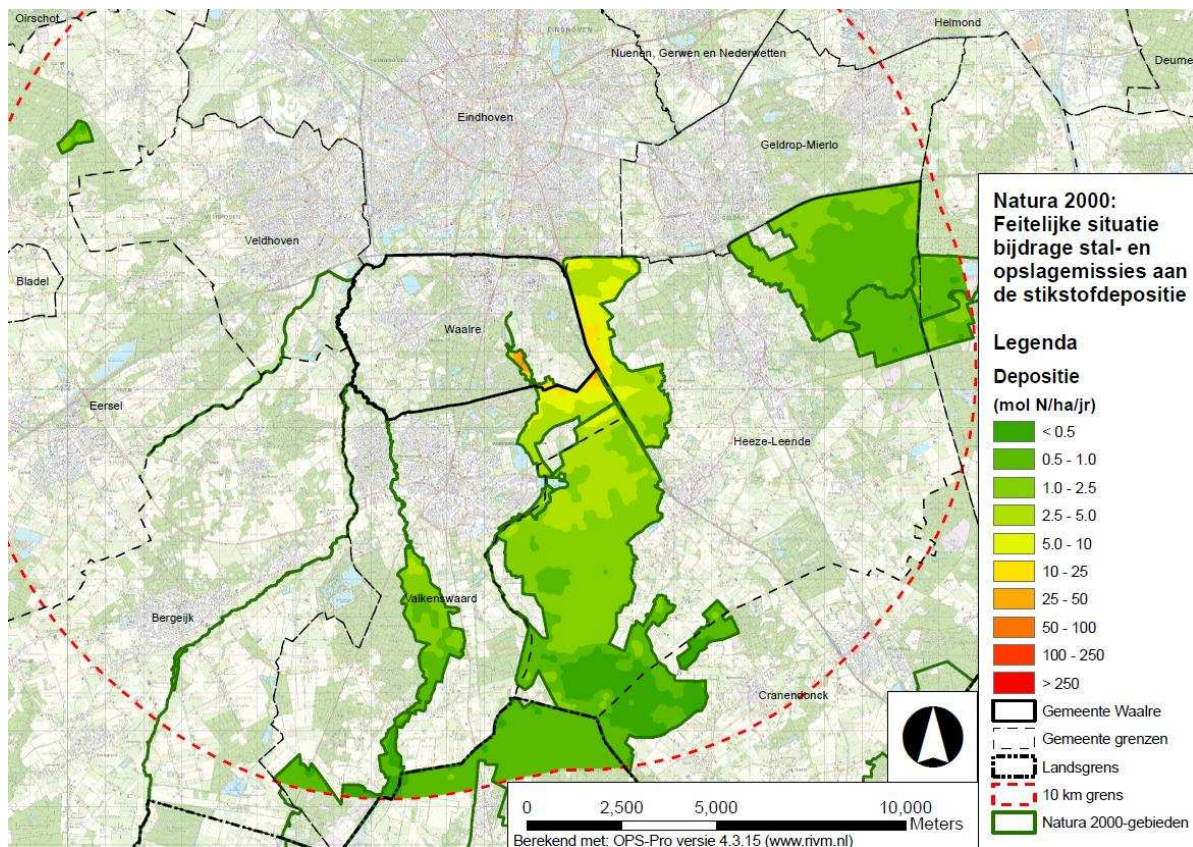 Oirschot
Helmond
EINDHOVEN
Nuenen, Gerwen en Nederwetten
Deurne
Eindhoven
Geldrop-Mierlo
Veldhoven
Bladel
Waalre
Eersel
Heeze-Leende
Valkenswaard
Bergeijk
Cranendonck
Natura 2000:
Feitelijke situatie
bijdrage stal- en
opslagemissies aan
de stikstofdepositie
Legenda
Depositie
(mol N/ha/jr)
< 0.5
0.5 - 1.0
1.0 - 2.5
2.5 - 5.0
5.0 - 10
10 - 25
25 - 50
50 - 100
100 - 250
> 250
Gemeente Waalre
Gemeente grenzen
Landsgrens
10 km grens
Natura 2000-gebieden
0 2,500 5,000 10,000
Meters
Berekend met: OPS-Pro versie 4.3.15 (www.rivm.nl)